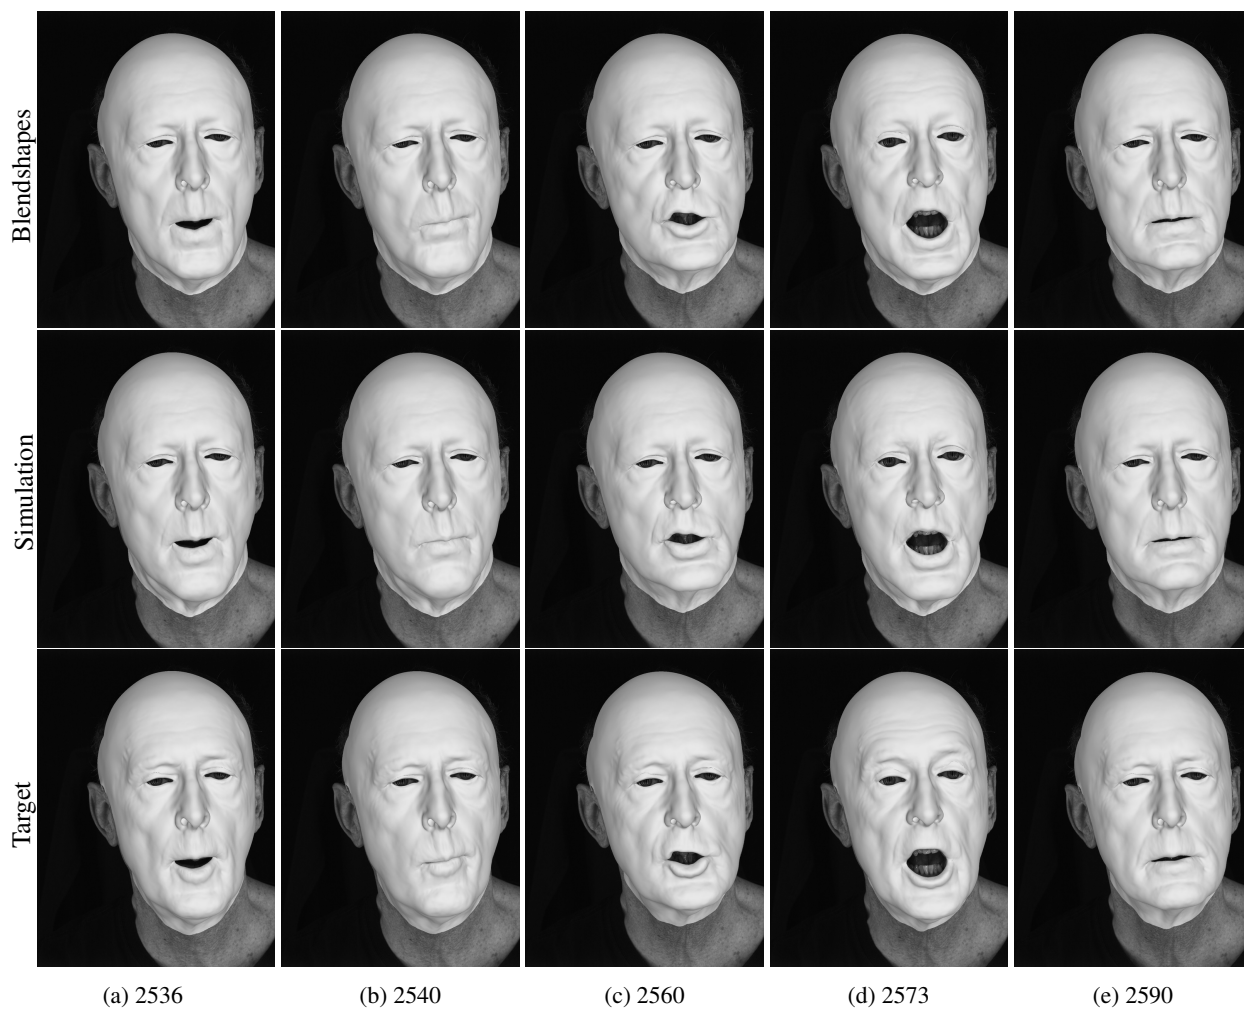 Blendshapes
Simulation
Target
(a) 2536
(b) 2540
(c) 2560
(d) 2573
(e) 2590